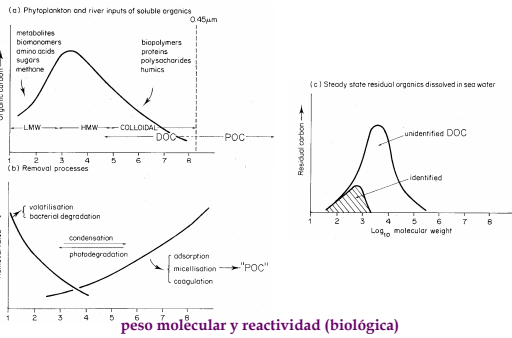 (a) Phytoplankton and river inputs of soluble organics
0.45μm
metabolites
biomonomers
amino acids
sugars
methane
biopolymers
proteins
polysaccharides
humics
Organic carbon
LMW HMW COLLOIDAL
DOC POC
1 2 3 4 5 6 7 8
(b) Removal processes
volatilisation
bacterial degradation
condensation
photodegradation
adsorption
micellisation
coagulation
"POC"
1 2 3 4 5 6 7 8
(c) Steady state residual organics dissolved in sea water
Residual carbon
unidentified DOC
identified
1 2 3 4 5 6 7 8
Log10 molecular weight
peso molecular y reactividad (biológica)